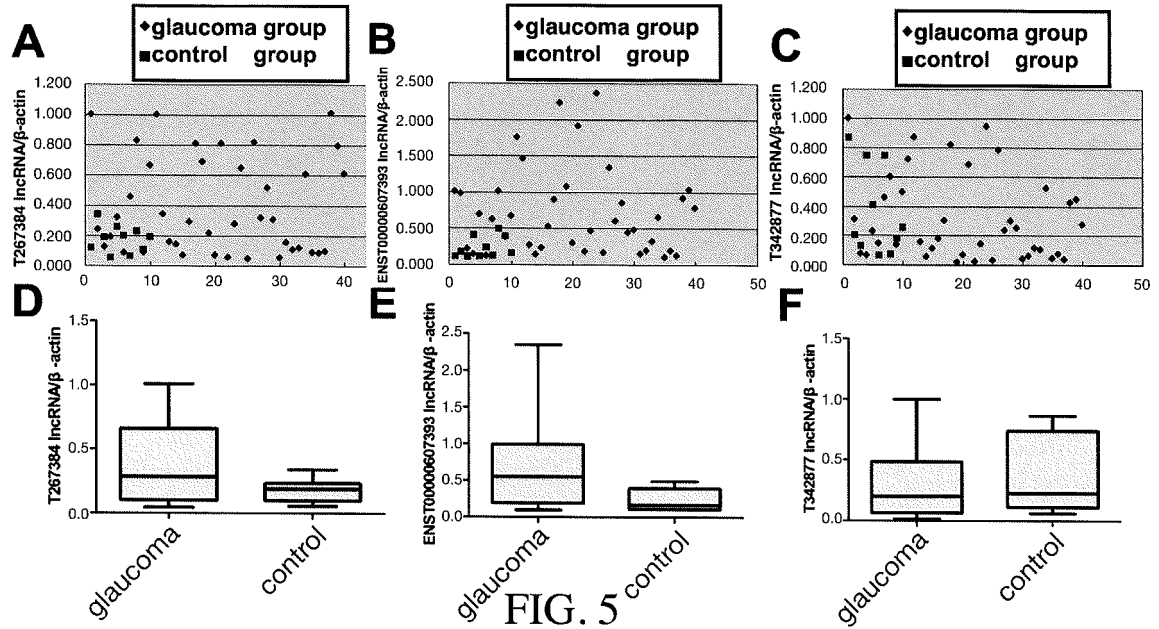 A
◆glaucoma group
■control group
T267384 lncRNA/β-actin
1.200
1.000
0.800
0.600
0.400
0.200
0.000
0 10 20 30 40
B
◆glaucoma group
■control group
ENST00000607393 lncRNA/β-actin
2.500
2.000
1.500
1.000
0.500
0.000
0 10 20 30 40 50
C
◆glaucoma group
■control group
T342877 lncRNA/β-actin
1.200
1.000
0.800
0.600
0.400
0.200
0.000
0 10 20 30 40 50
D
T267384 lncRNA/β -actin
1.5
1.0
0.5
0.0
glaucoma
control
E
ENST00000607393 lncRNA/β -actin
2.5
2.0
1.5
1.0
0.5
0.0
glaucoma
control
F
T342877 lncRNA/β -actin
1.5
1.0
0.5
0.0
glaucoma
control
FIG. 5